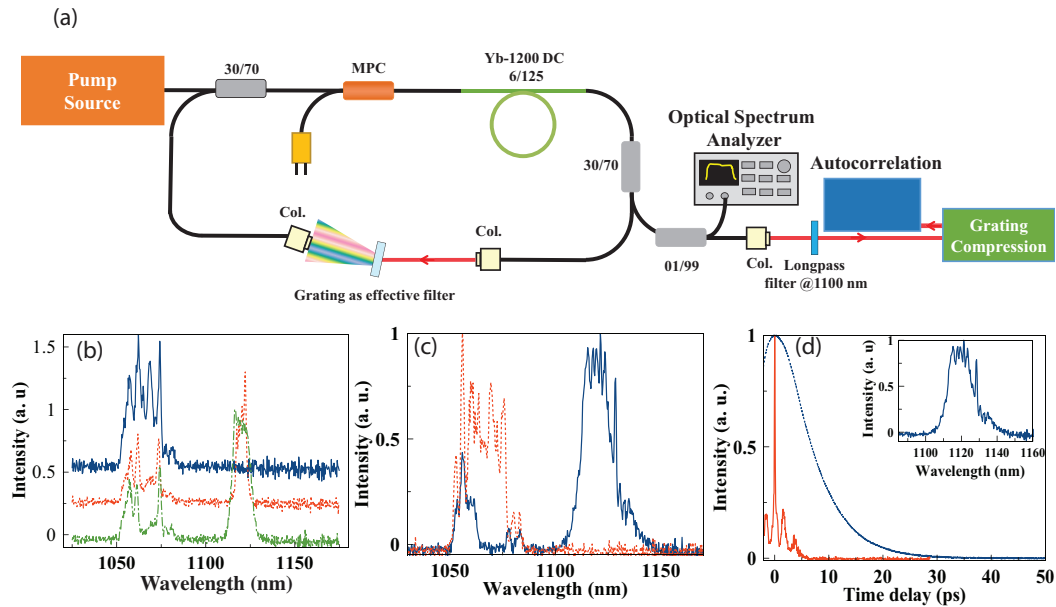 (a)
Pump
Source
30/70
MPC
Yb-1200 DC
6/125
30/70
Optical Spectrum
Analyzer
Autocorrelation
Grating
Compression
Col.
Grating as effective filter
Col.
01/99
Col.
Longpass
filter @1100 nm
(b)
Intensity (a. u)
1.5
1
0.5
0
1050
1100
1150
Wavelength (nm)
(c)
Intensity (a. u.)
1
0.5
0
1050
1100
1150
Wavelength (nm)
(d)
Intensity (a. u.)
1
0.5
0
0
10
20
30
40
50
Time delay (ps)
Intensity (a. u)
1
0.5
0
1100
1120
1140
1160
Wavelength (nm)